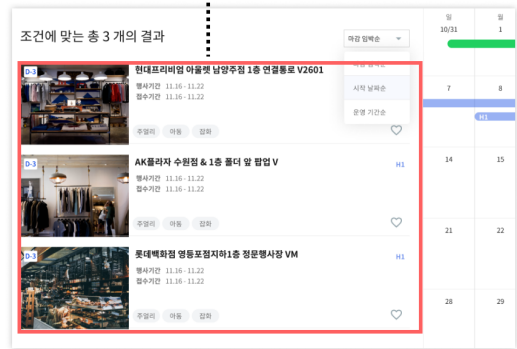 조건에 맞는 총 3 개의 결과
마감 임박순
시작 날짜순
운영 기간순
D-3
현대프리비엄 아울렛 남양주점 1층 연결통로 V2601
행사기간 11.16 - 11.22
접수기간 11.16 - 11.22
주얼리 아동 잡화
D-3
AK플라자 수원점 & 1층 폴더 앞 팝업 V
H1
행사기간 11.16 - 11.22
접수기간 11.16 - 11.22
주얼리 아동 잡화
D-3
롯데백화점 영등포점지하1층 정문행사장 VM
H1
행사기간 11.16 - 11.22
접수기간 11.16 - 11.22
주얼리 아동 잡화
월 월
10/31 1
7 8
H1
14 15
21 22
28 29